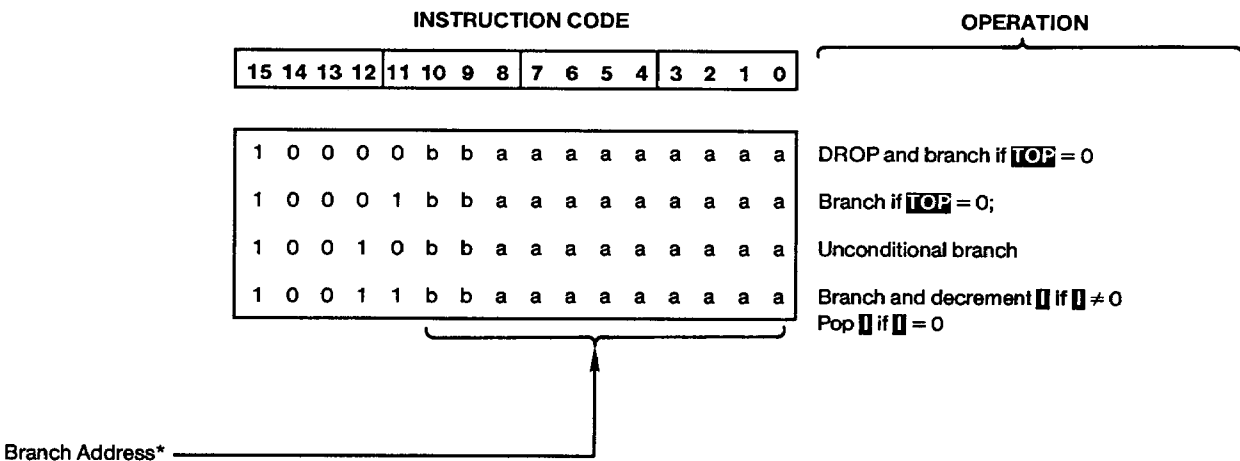 INSTRUCTION CODE
OPERATION
15 14 13 12 11 10 9 8 7 6 5 4 3 2 1 0
1 0 0 0 0 b b a a a a a a a a a DROP and branch if TOP = 0
1 0 0 0 1 b b a a a a a a a a a Branch if TOP = 0;
1 0 0 1 0 b b a a a a a a a a a Unconditional branch
1 0 0 1 1 b b a a a a a a a a a Branch and decrement I if I ≠ 0
Pop I if I = 0
Branch Address*